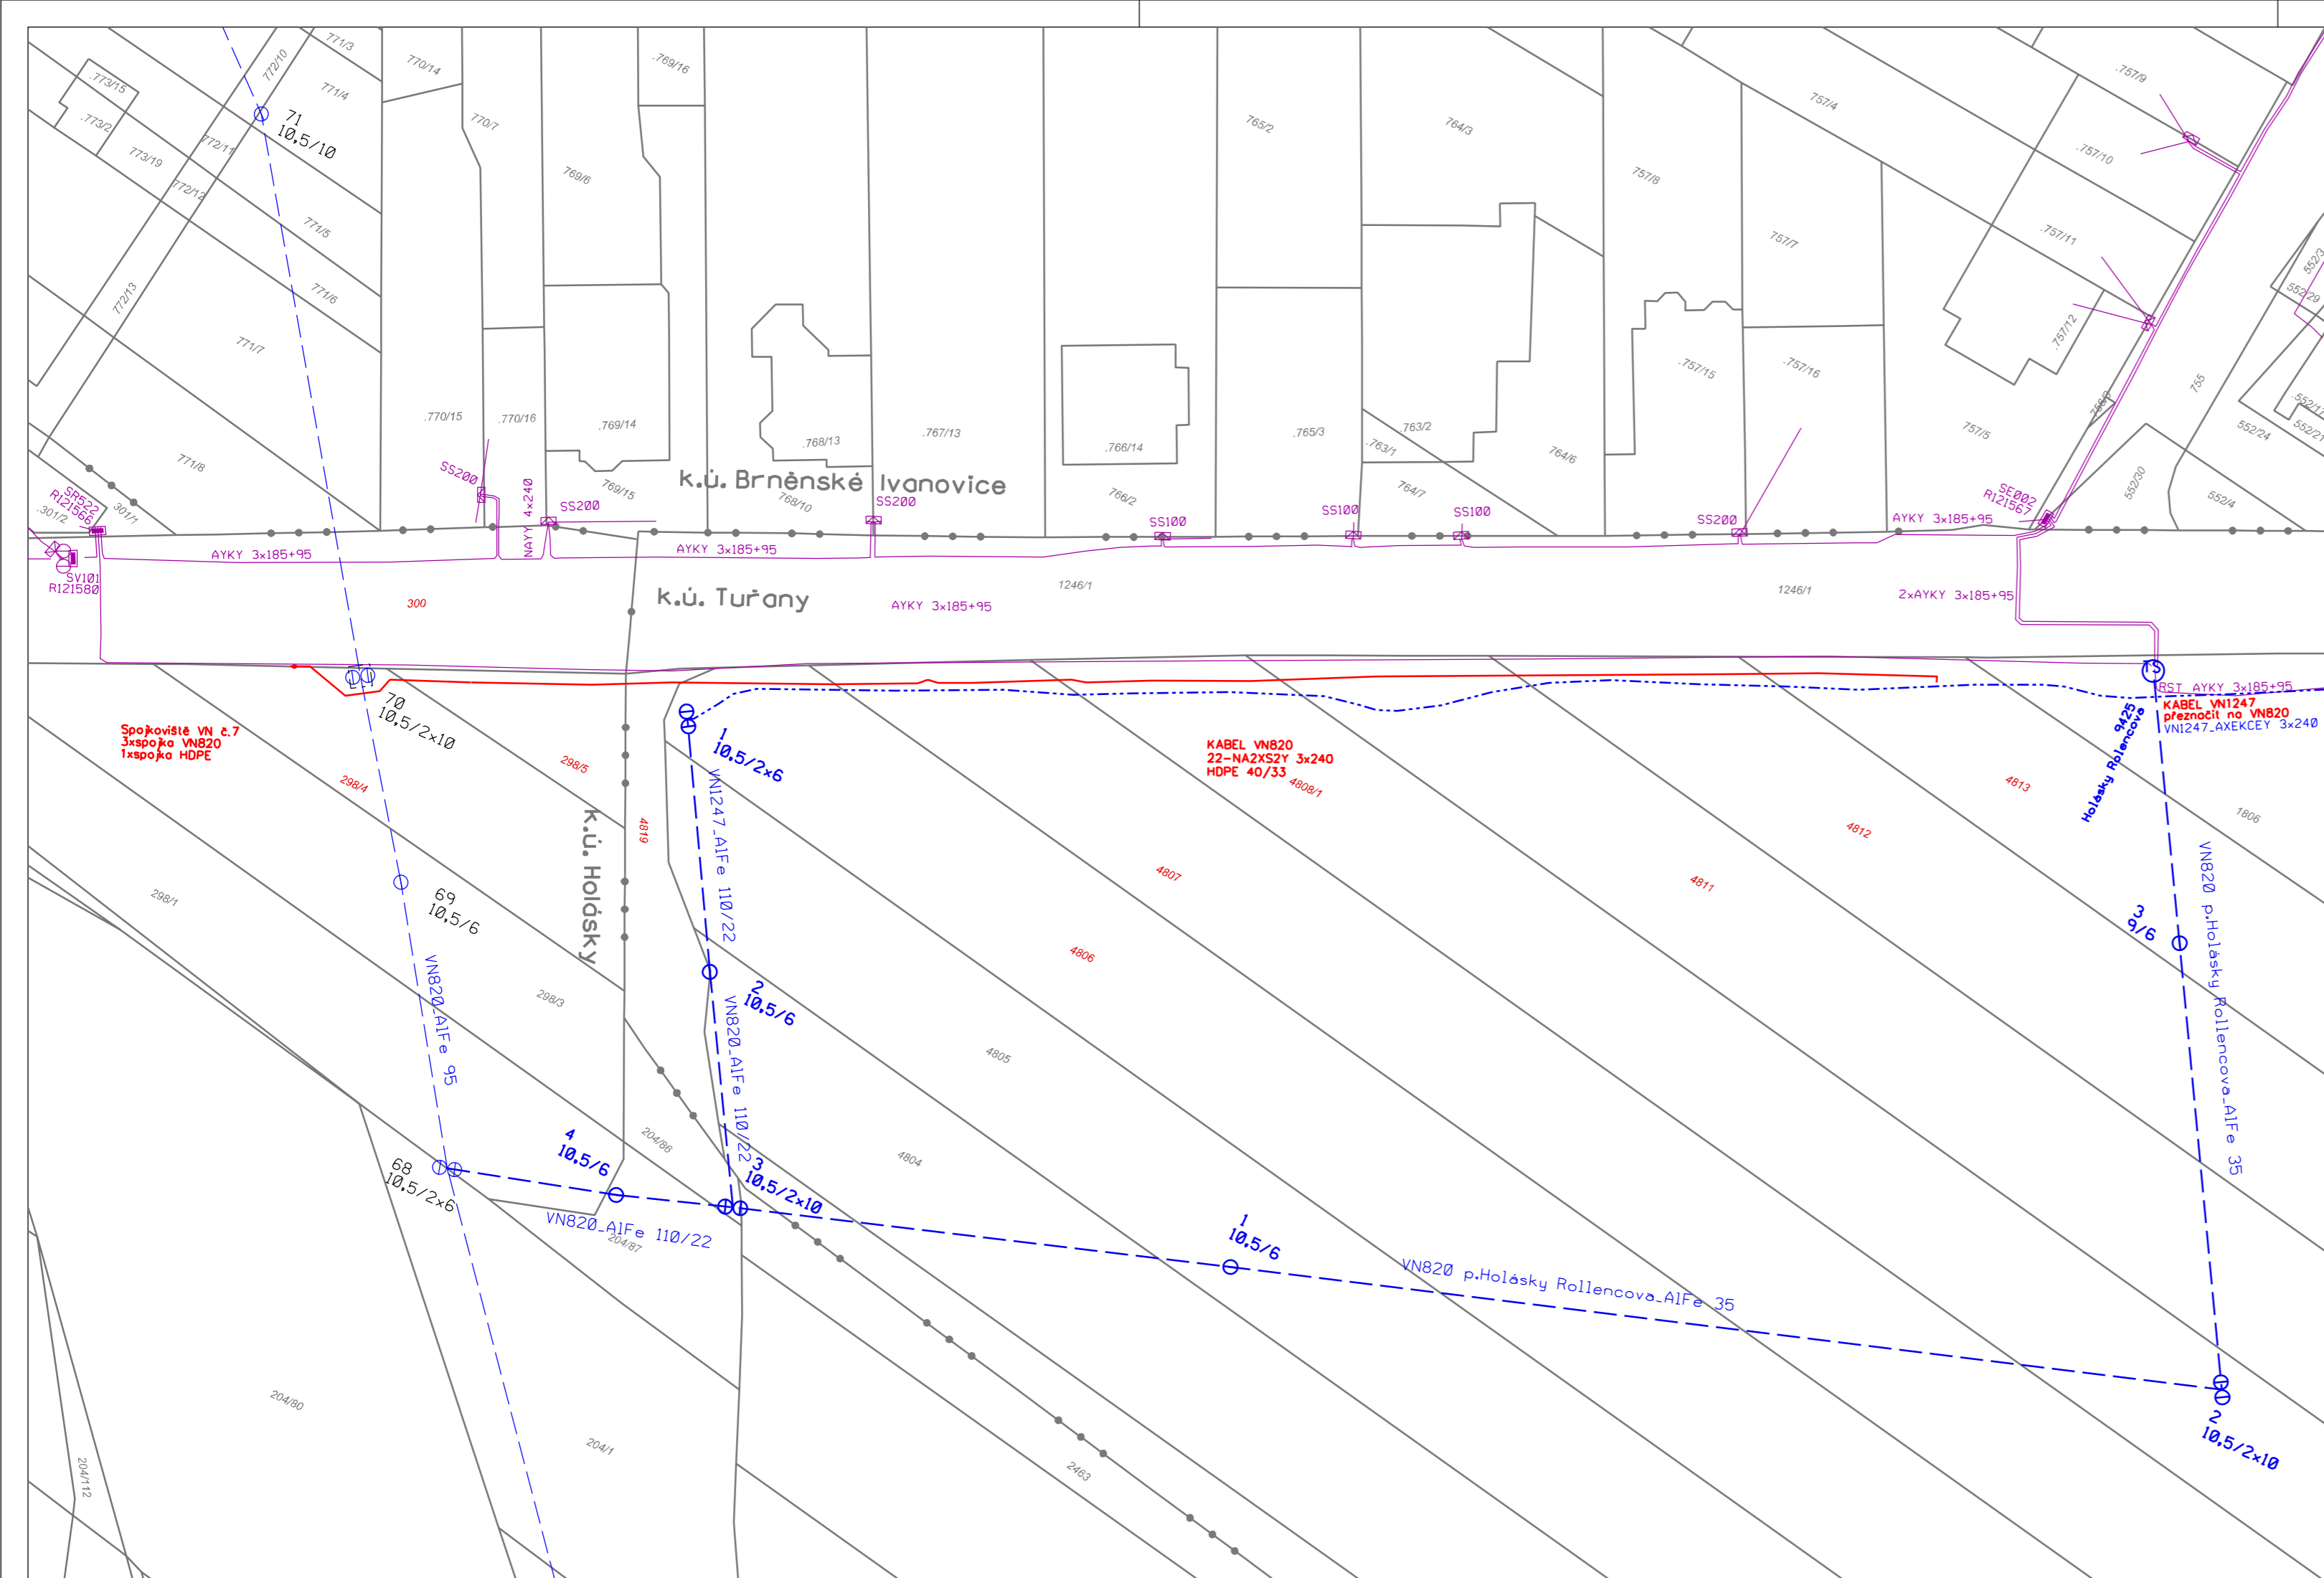 771/3
772/10
770/14
.769/16
.757/9
.773/15
771/4
.773/2
71
10,5/10
770/7
765/2
764/3
757/4
772/11
773/19
772/12
769/6
757/8
.757/10
771/5
757/7
.757/11
552/29
772/13
771/6
771/7
.757/12
.757/15
.757/16
755
.770/15
.770/16
.769/14
.768/13
.767/13
.766/14
.765/3
.763/1
.763/2
764/6
757/5
552/24
552/21
771/8
SS200
k.ú. Brněnské Ivanovice
769/15
768/10
766/2
764/7
552/30
552/4
SR522
R121566
.301/2
301/1
NAYY 4x240
SS200
SS200
SS100
SS100
SS100
SS200
AYKY 3x185+95
SE002
R121567
AYKY 3x185+95
AYKY 3x185+95
SV101
R121580
300
k.ú. Tuřany
AYKY 3x185+95
1246/1
1246/1
2xAYKY 3x185+95
TS
RST AYKY 3x185+95
KABEL VN1247
přeznačit na VN820
VN1247_AXEKCEY 3x240
9425
Holásky Rolencova
70
10,5/2x10
Spojkoviště VN č.7
3xspojka VN820
1xspojka HDPE
298/4
298/5
1
10,5/2x6
KABEL VN820
22-NA2XS2Y 3x240
HDPE 40/33
4808/1
4813
1806
VN1247_AlFe 110/22
k.ú. Holásky
4819
4807
4812
4811
298/1
69
10,5/6
4806
3
9/6
VN820 p.Holásky Rollencova_AlFe 35
VN820_AlFe 95
298/3
2
10,5/6
VN820_AlFe 110/22
4805
204/86
4804
4
10,5/6
68
10,5/2x6
3
10,5/2x10
VN820_AlFe 110/22
204/87
1
10,5/6
VN820 p.Holásky Rollencova_AlFe 35
2
10,5/2x10
204/80
204/1
204/112
2463